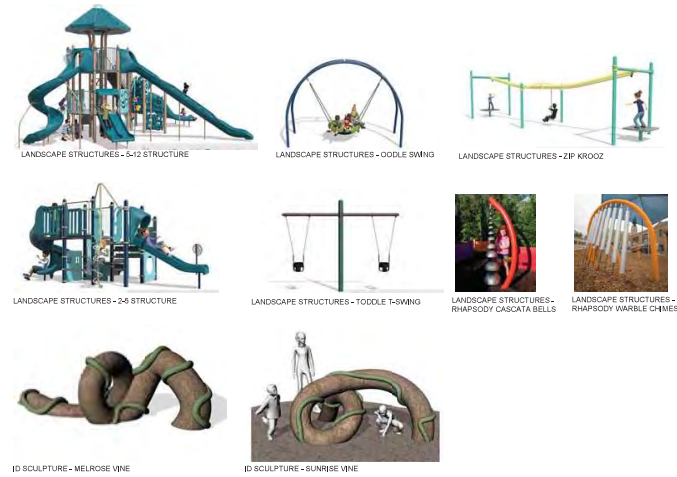 LANDSCAPE STRUCTURES - 5-12 STRUCTURE
LANDSCAPE STRUCTURES - OODLE SWING
LANDSCAPE STRUCTURES - ZIP KROOZ
LANDSCAPE STRUCTURES - 2-5 STRUCTURE
LANDSCAPE STRUCTURES - TODDLE T-SWING
LANDSCAPE STRUCTURES -
RHAPSODY CASCATA BELLS
LANDSCAPE STRUCTURES -
RHAPSODY WARBLE CHIMES
ID SCULPTURE - MELROSE VINE
ID SCULPTURE - SUNRISE VINE